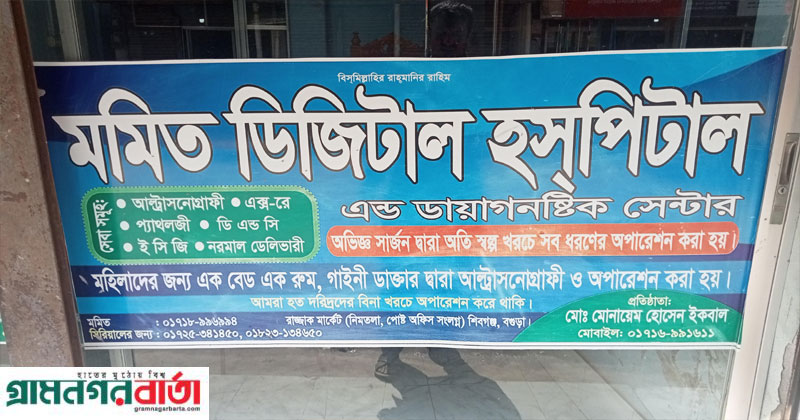 বিস্‌মিল্লাহির রাহ্‌মানির রাহিম
মমিত ডিজিটাল হস্‌পিটাল
এন্ড ডায়াগনষ্টিক সেন্টার
সেবা সমূহ:
• আল্ট্রাসনোগ্রাফী • এক্স-রে
• প্যাথলজী • ডি এন্ড সি
• ই সি জি • নরমাল ডেলিভারী
অভিজ্ঞ সার্জন দ্বারা অতি স্বল্প খরচে সব ধরণের অপারেশন করা হয়।
মহিলাদের জন্য এক বেড এক রুম, গাইনী ডাক্তার দ্বারা আল্ট্রাসনোগ্রাফী ও অপারেশন করা হয়।
আমরা হত দরিদ্রদের বিনা খরচে অপারেশন করে থাকি।
মমিত : ০১৭১৮-৯৯৬৯৯৪
সিরিয়ালের জন্য : ০১৭২৫-৩৪১৪৫০, ০১৮২৩-১৩৪৬৫০
রাজ্জাক মার্কেট (নিমতলা, পোষ্ট অফিস সংলগ্ন) শিবগঞ্জ, বগুড়া।
প্রতিষ্ঠাতা:
মোঃ মোনায়েম হোসেন ইকবাল
মোবাইল: ০১৭১৬-৯৯১৬১১
হাতের মুঠোয় বিশ্ব
গ্রামনগরবার্তা
gramnagarbarta.com